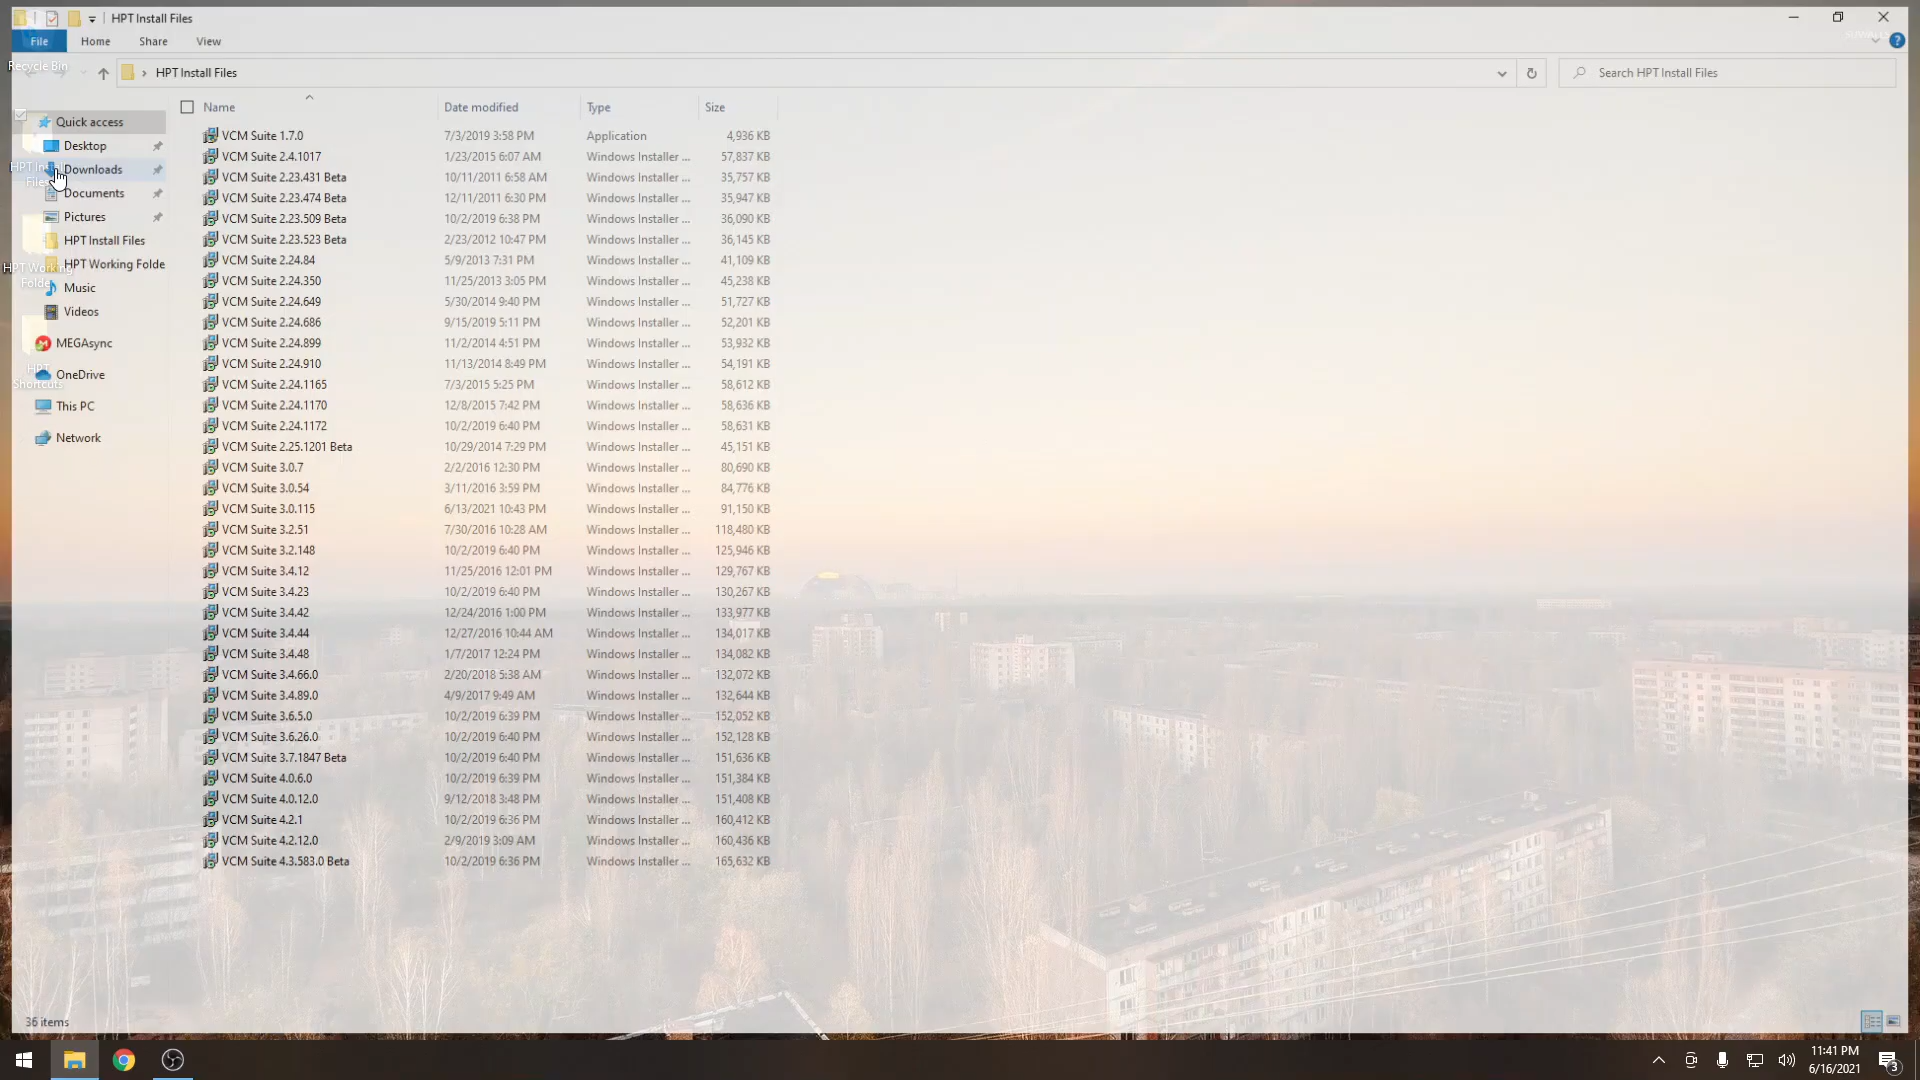 HPT Install Files
File Home Share View
Recycle Bin
HPT Install Files
Search HPT Install Files
Name Date modified Type Size
Quick access
Desktop
Downloads
Documents
Pictures
HPT Install Files
HPT Working Folde
Music
Videos
MEGAsync
OneDrive
This PC
Network
HPT Install Files
HPT Working Folder
HPT Shortcuts
VCM Suite 1.7.0 7/3/2019 3:58 PM Application 4,936 KB
VCM Suite 2.4.1017 1/23/2015 6:07 AM Windows Installer ... 57,837 KB
VCM Suite 2.23.431 Beta 10/11/2011 6:58 AM Windows Installer ... 35,757 KB
VCM Suite 2.23.474 Beta 12/11/2011 6:30 PM Windows Installer ... 35,947 KB
VCM Suite 2.23.509 Beta 10/2/2019 6:38 PM Windows Installer ... 36,090 KB
VCM Suite 2.23.523 Beta 2/23/2012 10:47 PM Windows Installer ... 36,145 KB
VCM Suite 2.24.84 5/9/2013 7:31 PM Windows Installer ... 41,109 KB
VCM Suite 2.24.350 11/25/2013 3:05 PM Windows Installer ... 45,238 KB
VCM Suite 2.24.649 5/30/2014 9:40 PM Windows Installer ... 51,727 KB
VCM Suite 2.24.686 9/15/2019 5:11 PM Windows Installer ... 52,201 KB
VCM Suite 2.24.899 11/2/2014 4:51 PM Windows Installer ... 53,932 KB
VCM Suite 2.24.910 11/13/2014 8:49 PM Windows Installer ... 54,191 KB
VCM Suite 2.24.1165 7/3/2015 5:25 PM Windows Installer ... 58,612 KB
VCM Suite 2.24.1170 12/8/2015 7:42 PM Windows Installer ... 58,636 KB
VCM Suite 2.24.1172 10/2/2019 6:40 PM Windows Installer ... 58,631 KB
VCM Suite 2.25.1201 Beta 10/29/2014 7:29 PM Windows Installer ... 45,151 KB
VCM Suite 3.0.7 2/2/2016 12:30 PM Windows Installer ... 80,690 KB
VCM Suite 3.0.54 3/11/2016 3:59 PM Windows Installer ... 84,776 KB
VCM Suite 3.0.115 6/13/2021 10:43 PM Windows Installer ... 91,150 KB
VCM Suite 3.2.51 7/30/2016 10:28 AM Windows Installer ... 118,480 KB
VCM Suite 3.2.148 10/2/2019 6:40 PM Windows Installer ... 125,946 KB
VCM Suite 3.4.12 11/25/2016 12:01 PM Windows Installer ... 129,767 KB
VCM Suite 3.4.23 10/2/2019 6:40 PM Windows Installer ... 130,267 KB
VCM Suite 3.4.42 12/24/2016 1:00 PM Windows Installer ... 133,977 KB
VCM Suite 3.4.44 12/27/2016 10:44 AM Windows Installer ... 134,017 KB
VCM Suite 3.4.48 1/7/2017 12:24 PM Windows Installer ... 134,082 KB
VCM Suite 3.4.66.0 2/20/2018 5:38 AM Windows Installer ... 132,072 KB
VCM Suite 3.4.89.0 4/9/2017 9:49 AM Windows Installer ... 132,644 KB
VCM Suite 3.6.5.0 10/2/2019 6:39 PM Windows Installer ... 152,052 KB
VCM Suite 3.6.26.0 10/2/2019 6:40 PM Windows Installer ... 152,128 KB
VCM Suite 3.7.1847 Beta 10/2/2019 6:40 PM Windows Installer ... 151,636 KB
VCM Suite 4.0.6.0 10/2/2019 6:39 PM Windows Installer ... 151,384 KB
VCM Suite 4.0.12.0 9/12/2018 3:48 PM Windows Installer ... 151,408 KB
VCM Suite 4.2.1 10/2/2019 6:36 PM Windows Installer ... 160,412 KB
VCM Suite 4.2.12.0 2/9/2019 3:09 AM Windows Installer ... 160,436 KB
VCM Suite 4.3.583.0 Beta 10/2/2019 6:36 PM Windows Installer ... 165,632 KB
36 items
11:41 PM
6/16/2021
3